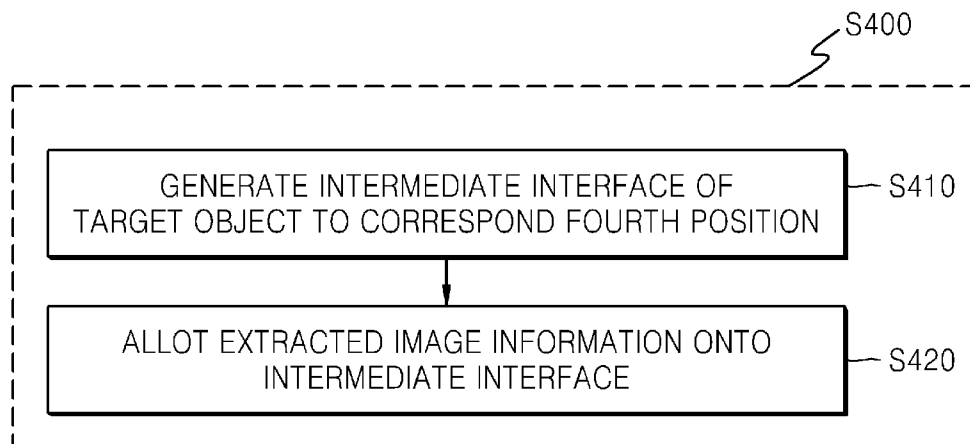 S400
GENERATE INTERMEDIATE INTERFACE OF
TARGET OBJECT TO CORRESPOND FOURTH POSITION
S410
ALLOT EXTRACTED IMAGE INFORMATION ONTO
INTERMEDIATE INTERFACE
S420